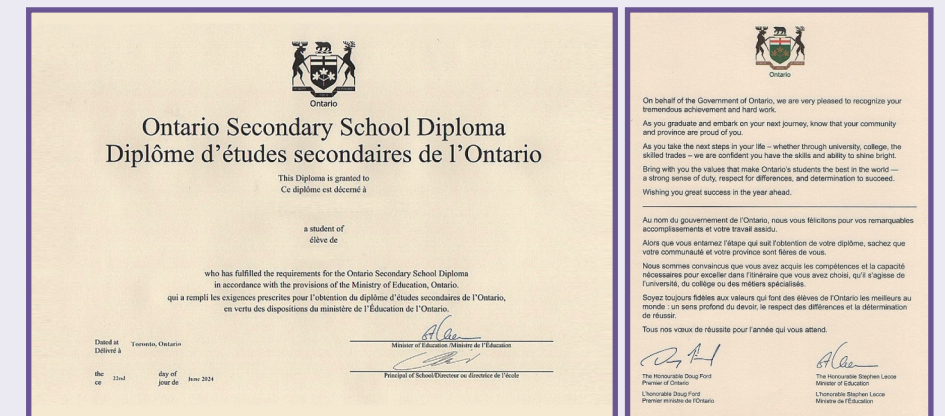 Ontario
Ontario Secondary School Diploma
Diplôme d'études secondaires de l'Ontario
This Diploma is granted to
Ce diplôme est décerné à
a student of
élève de
who has fulfilled the requirements for the Ontario Secondary School Diploma
in accordance with the provisions of the Ministry of Education, Ontario.
qui a rempli les exigences prescrites pour l'obtention du diplôme d'études secondaires de l'Ontario,
en vertu des dispositions du ministère de l'Éducation de l'Ontario.
Dated at
Délivré à
Toronto, Ontario
Minister of Education /Ministre de l'Éducation
the
ce
22nd
day of
jour de
June 2024
Principal of School/Directeur ou directrice de l'école
Ontario
On behalf of the Government of Ontario, we are very pleased to recognize your
tremendous achievement and hard work.
As you graduate and embark on your next journey, know that your community
and province are proud of you.
As you take the next steps in your life – whether through university, college, the
skilled trades – we are confident you have the skills and ability to shine bright.
Bring with you the values that make Ontario's students the best in the world —
a strong sense of duty, respect for differences, and determination to succeed.
Wishing you great success in the year ahead.
Au nom du gouvernement de l'Ontario, nous vous félicitons pour vos remarquables
accomplissements et votre travail assidu.
Alors que vous entamez l'étape qui suit l'obtention de votre diplôme, sachez que
votre communauté et votre province sont fières de vous.
Nous sommes convaincus que vous avez acquis les compétences et la capacité
nécessaires pour exceller dans l'itinéraire que vous avez choisi, qu'il s'agisse de
l'université, du collège ou des métiers spécialisés.
Soyez toujours fidèles aux valeurs qui font des élèves de l'Ontario les meilleurs au
monde : un sens profond du devoir, le respect des différences et la détermination
de réussir.
Tous nos vœux de réussite pour l'année qui vous attend.
The Honourable Doug Ford
Premier of Ontario
L'honorable Doug Ford
Premier ministre de l'Ontario
The Honourable Stephen Lecce
Minister of Education
L'honorable Stephen Lecce
Ministre de l'Éducation